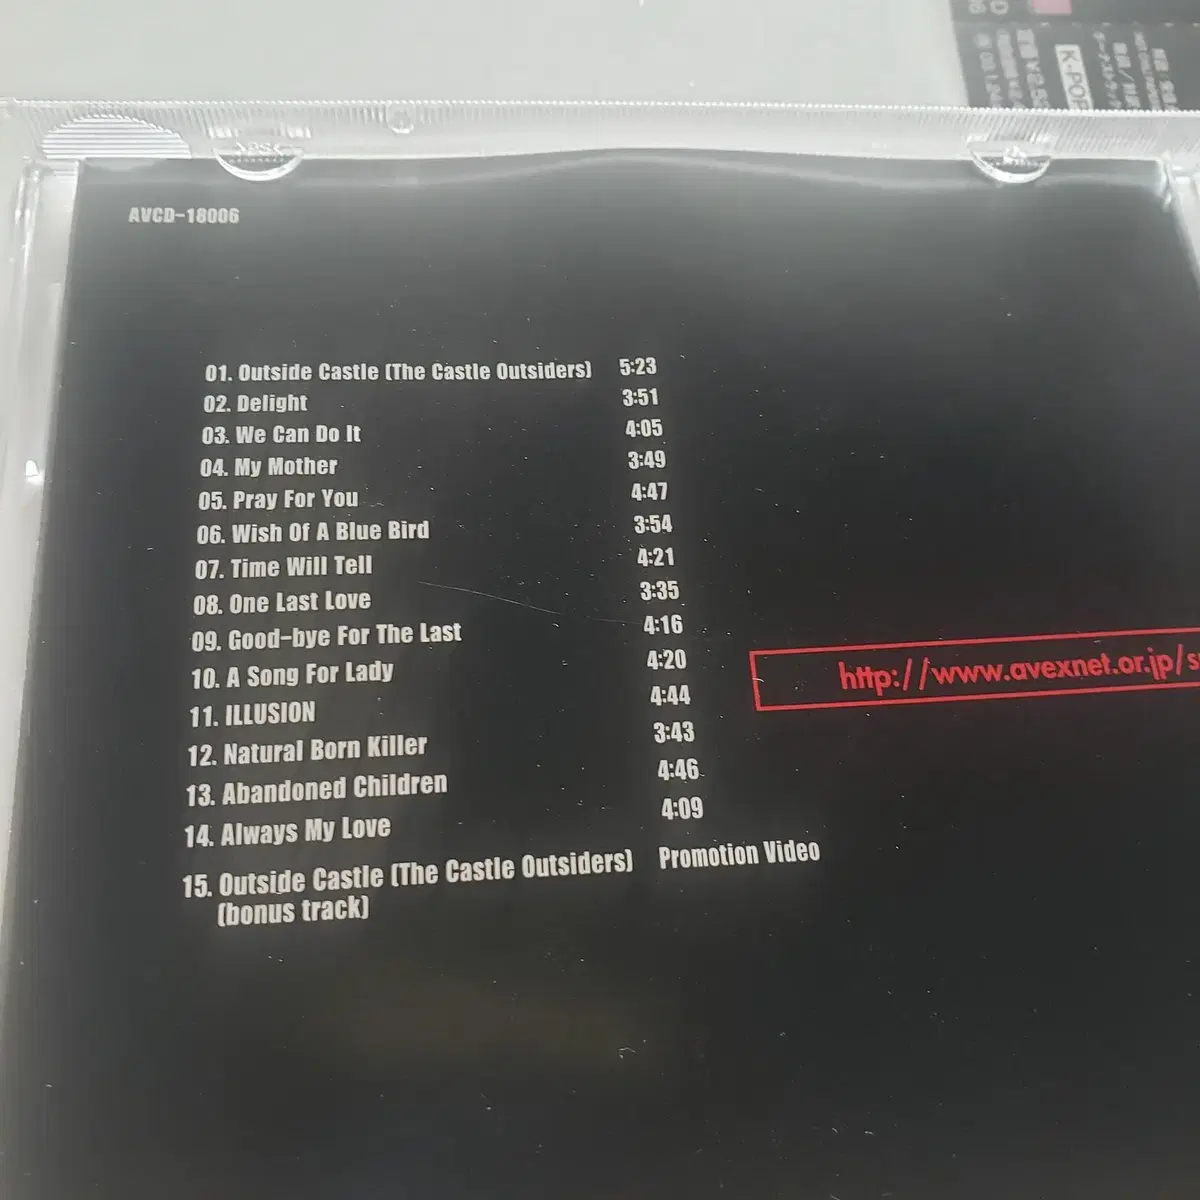 K-POP
AVCD-18006
01. Outside Castle (The Castle Outsiders) 5:23
02. Delight 3:51
03. We Can Do It 4:05
04. My Mother 3:49
05. Pray For You 4:47
06. Wish Of A Blue Bird 3:54
07. Time Will Tell 4:21
08. One Last Love 3:35
09. Good-bye For The Last 4:16
10. A Song For Lady 4:20
11. ILLUSION 4:44
12. Natural Born Killer 3:43
13. Abandoned Children 4:46
14. Always My Love 4:09
15. Outside Castle (The Castle Outsiders) Promotion Video
(bonus track)
http://www.avexnet.or.jp/s